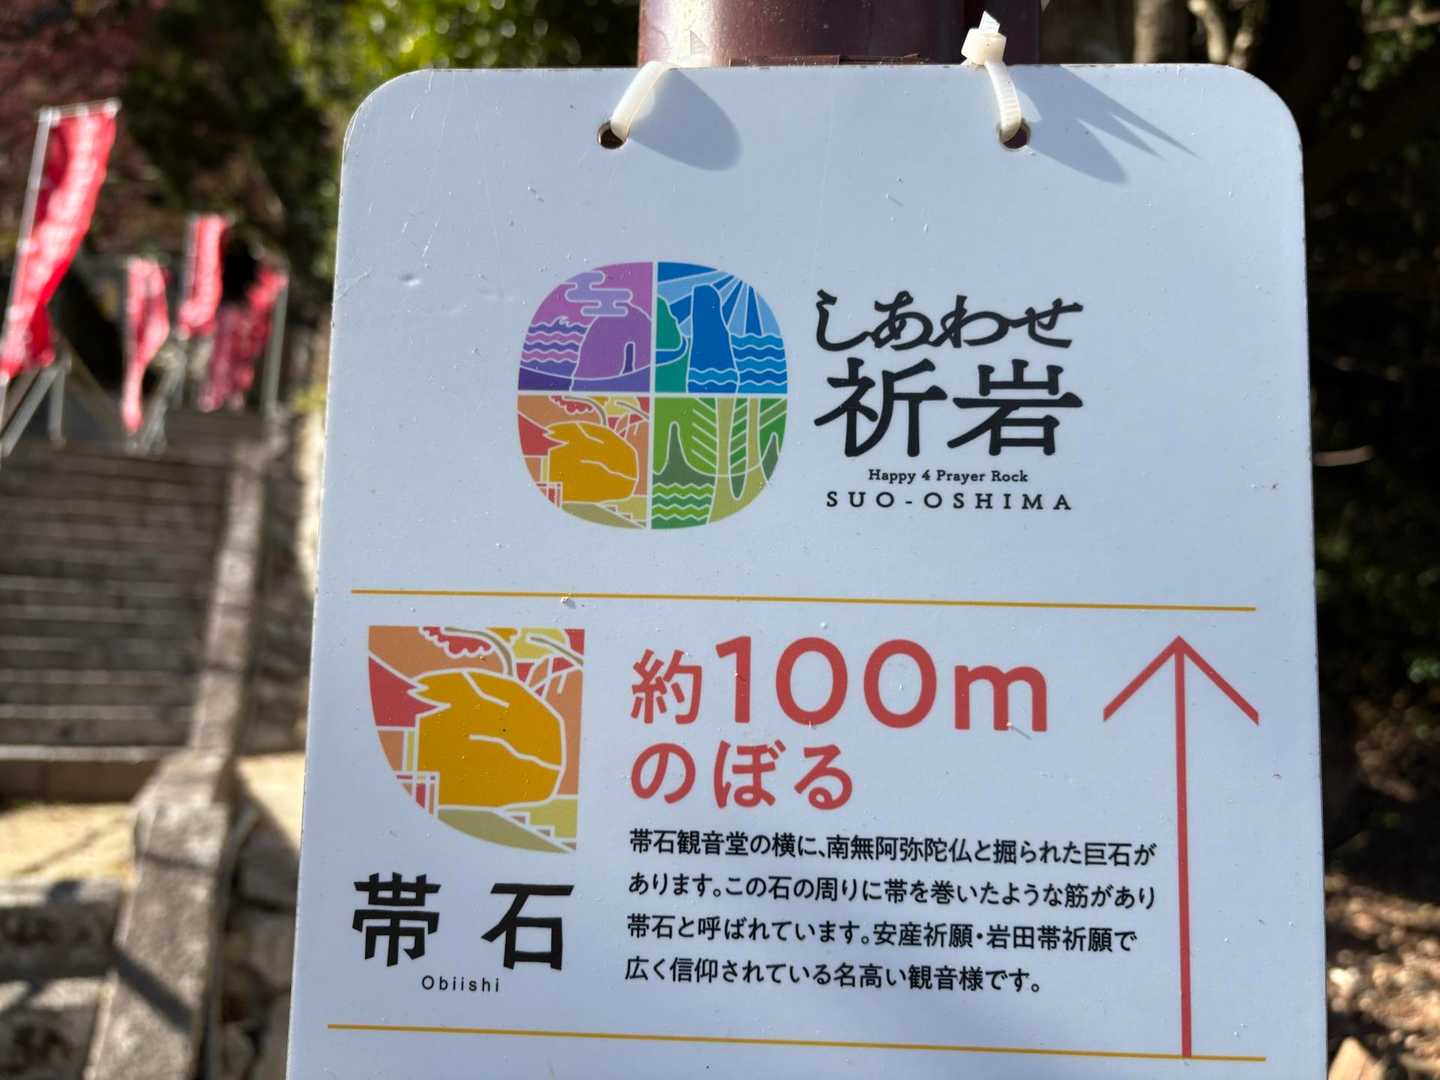 しあわせ
祈岩
Happy 4 Prayer Rock
SUO-OSHIMA
約100m
のぼる
帯石観音堂の横に、南無阿弥陀仏と掘られた巨石が
あります。この石の周りに帯を巻いたような筋があり
帯石と呼ばれています。安産祈願・岩田帯祈願で
広く信仰されている名高い観音様です。
帯石
Obiishi